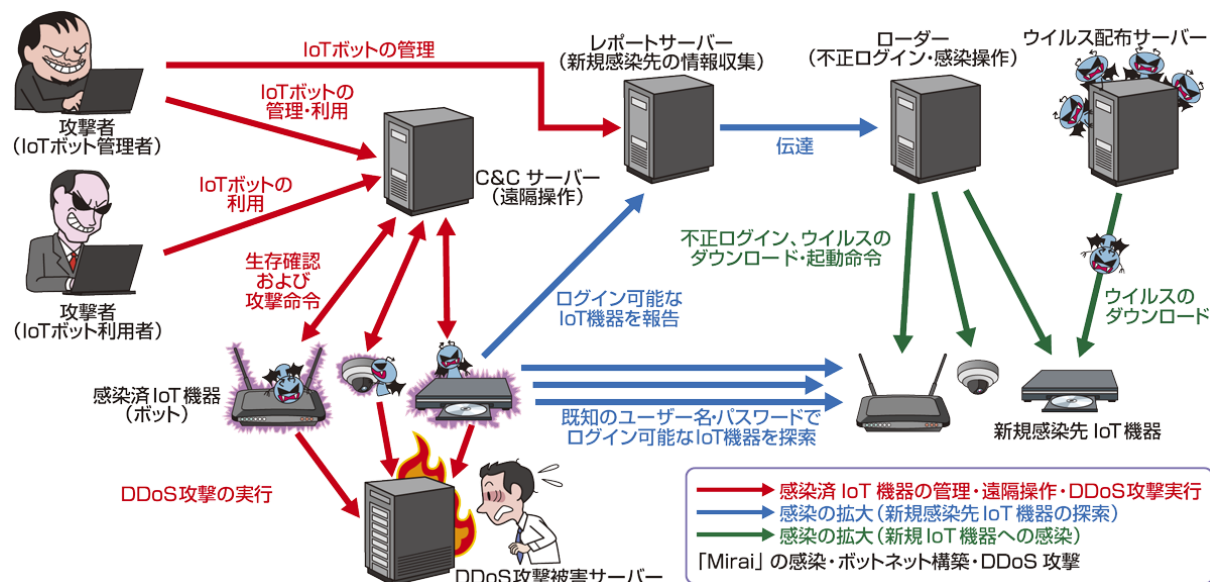 IoTボットの管理
レポートサーバー
(新規感染先の情報収集)
ローダー
(不正ログイン・感染操作)
ウイルス配布サーバー
IoTボットの
管理・利用
攻撃者
(IoTボット管理者)
伝達
IoTボットの
利用
C&C サーバー
(遠隔操作)
不正ログイン、ウイルスの
ダウンロード・起動命令
生存確認
および
攻撃命令
攻撃者
(IoTボット利用者)
ログイン可能な
IoT機器を報告
ウイルスの
ダウンロード
感染済IoT機器
(ボット)
既知のユーザー名・パスワードで
ログイン可能なIoT機器を探索
新規感染先 IoT機器
DDoS攻撃の実行
DDoS攻撃被害サーバー
感染済 IoT 機器の管理・遠隔操作・DDoS攻撃実行
感染の拡大(新規感染先 IoT 機器の探索)
感染の拡大(新規 IoT 機器への感染)
「Mirai」の感染・ボットネット構築・DDoS 攻撃